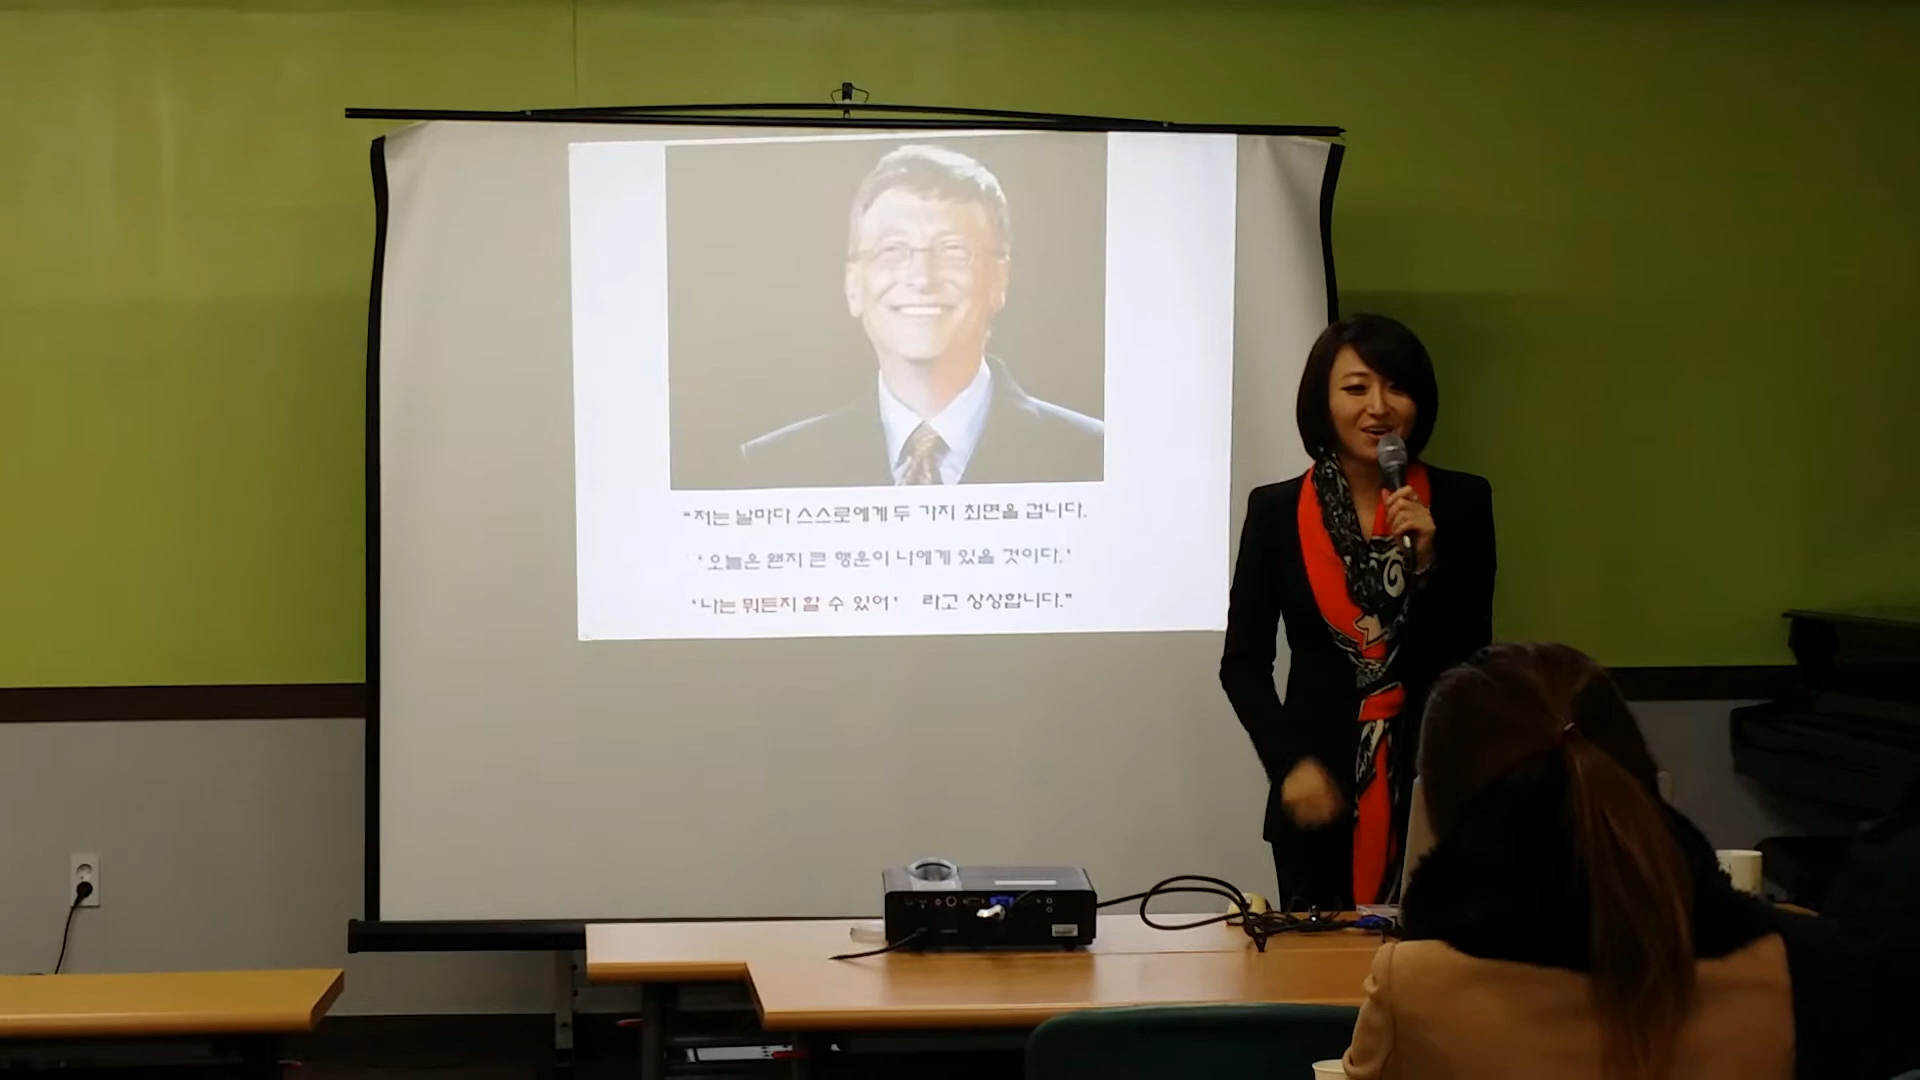 "저는 날마다 스스로에게 두 가지 최면을 겁니다.
'오늘은 왠지 큰 행운이 나에게 있을 것이다.'
'나는 뭐든지 할 수 있어' 라고 상상합니다."